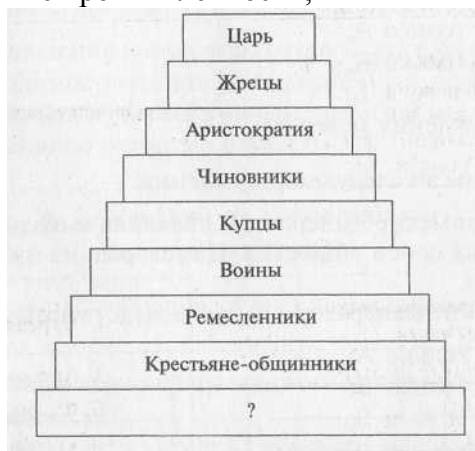 Царь
Жрецы
Аристократия
Чиновники
Купцы
Воины
Ремесленники
Крестьяне-общинники
?